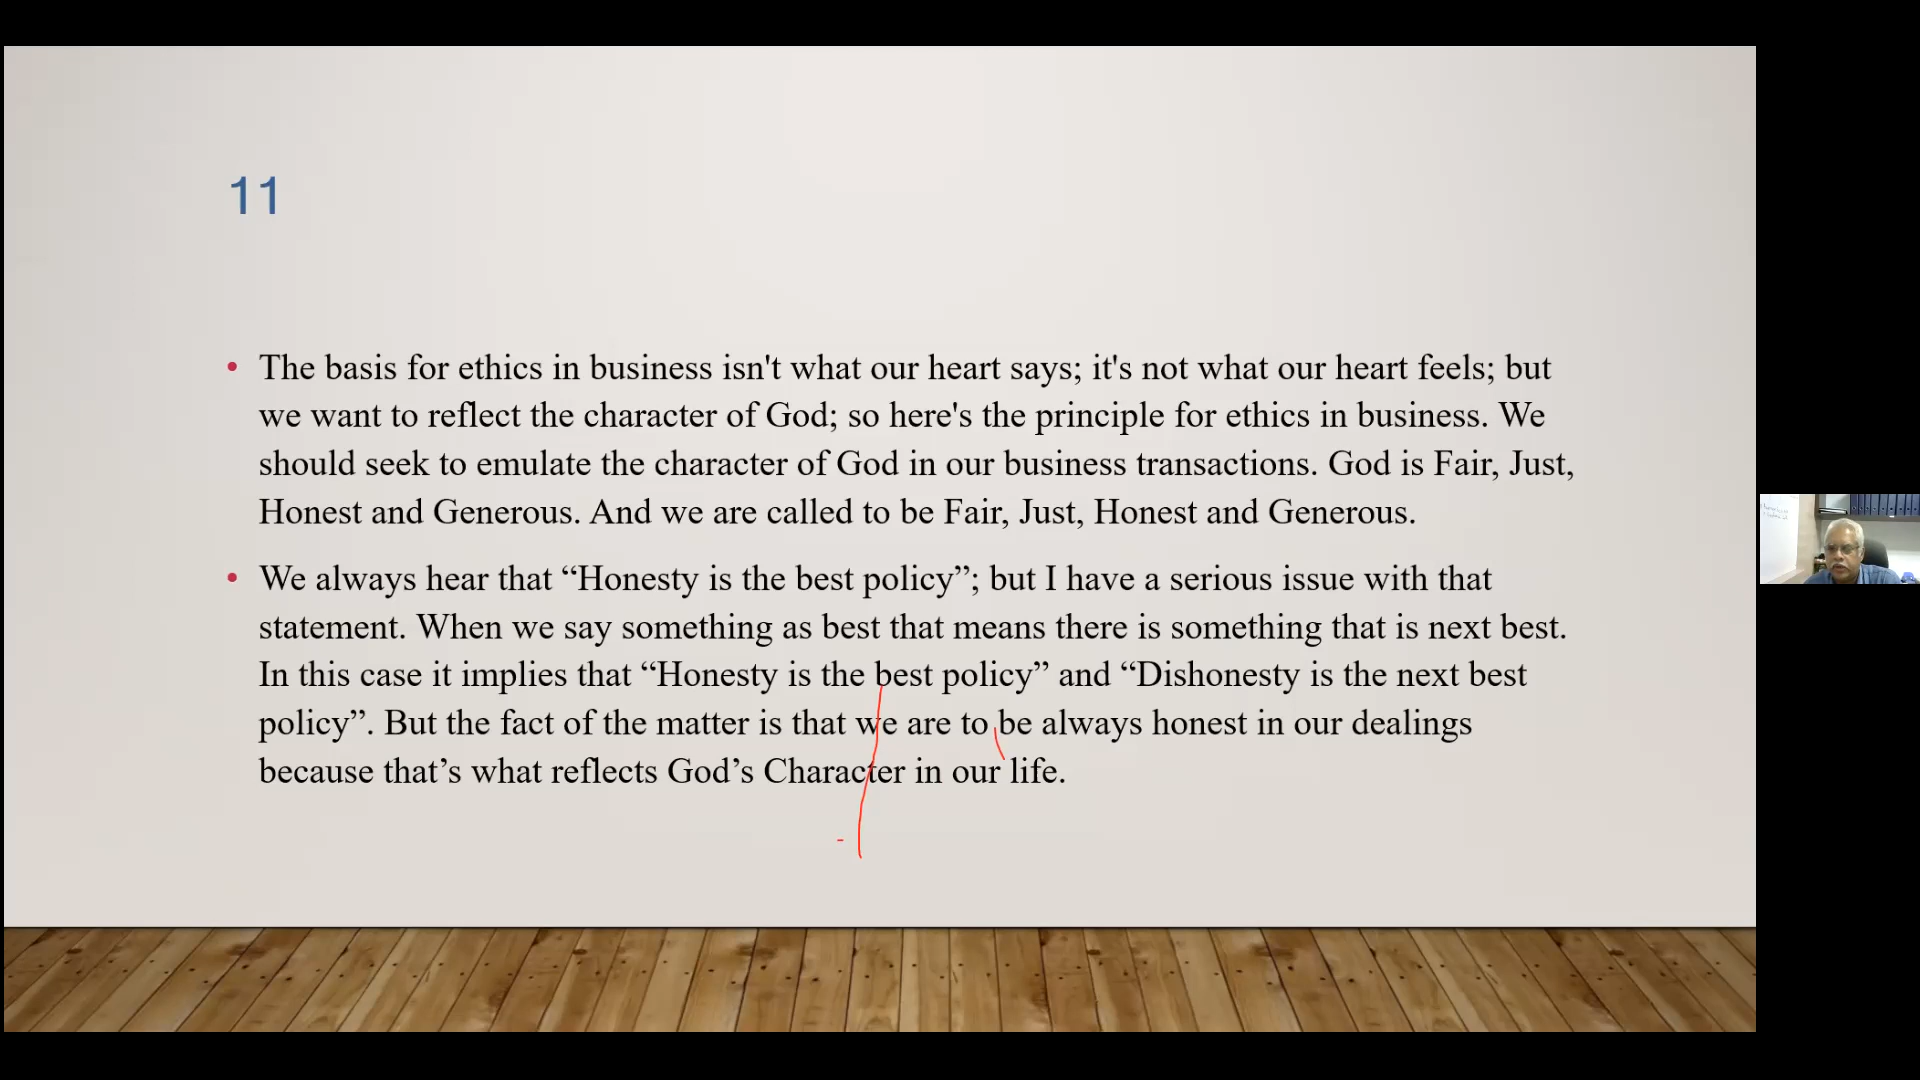 11
• The basis for ethics in business isn't what our heart says; it's not what our heart feels; but
we want to reflect the character of God; so here's the principle for ethics in business. We
should seek to emulate the character of God in our business transactions. God is Fair, Just,
Honest and Generous. And we are called to be Fair, Just, Honest and Generous.
• We always hear that “Honesty is the best policy”; but I have a serious issue with that
statement. When we say something as best that means there is something that is next best.
In this case it implies that “Honesty is the best policy” and “Dishonesty is the next best
policy”. But the fact of the matter is that we are to be always honest in our dealings
because that’s what reflects God’s Character in our life.